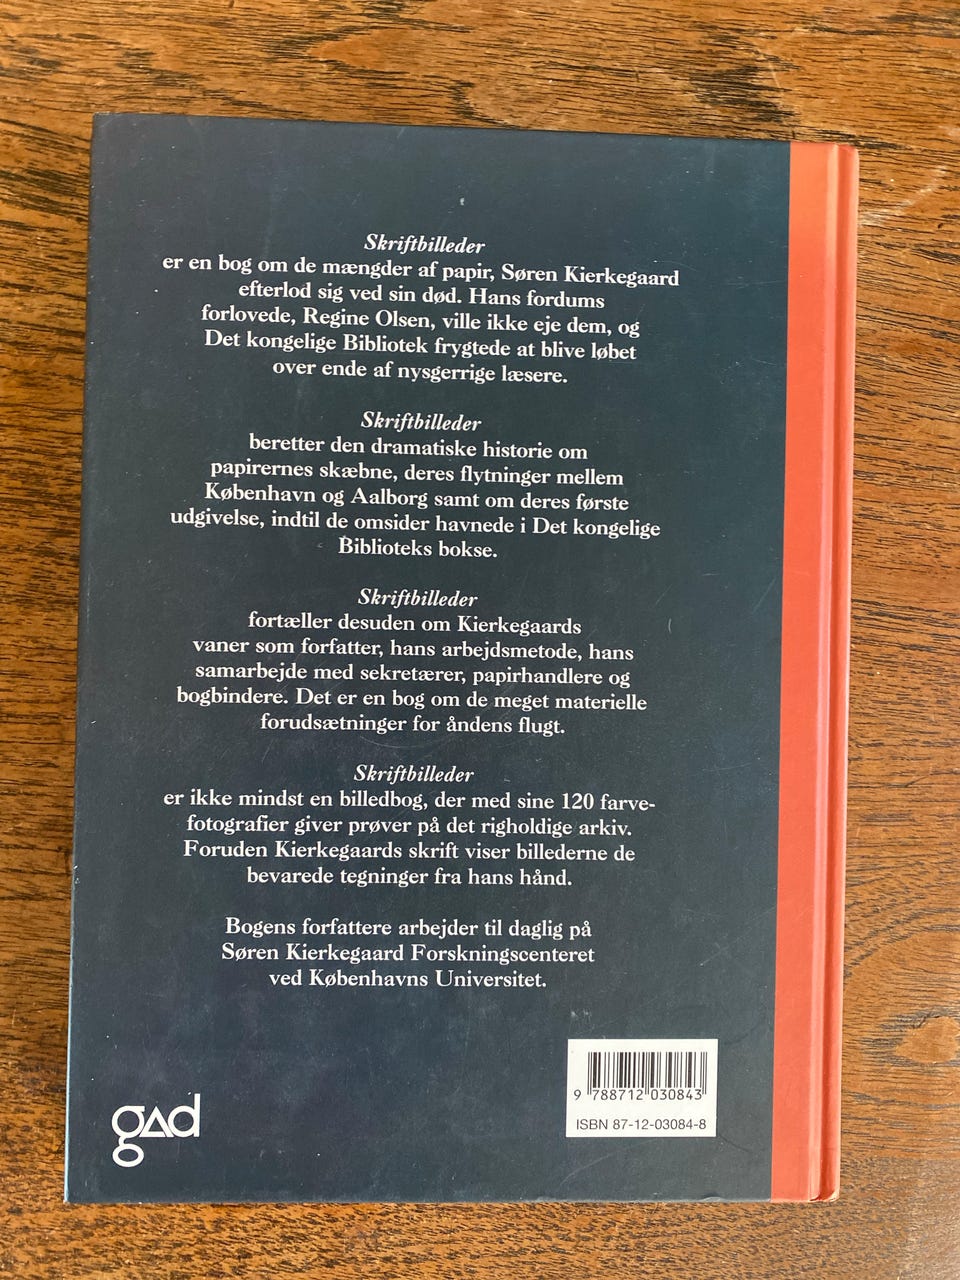 Skriftbilleder
er en bog om de mængder af papir, Søren Kierkegaard
efterlod sig ved sin død. Hans fordums
forlovede, Regine Olsen, ville ikke eje dem, og
Det kongelige Bibliotek frygtede at blive løbet
over ende af nysgerrige læsere.
Skriftbilleder
beretter den dramatiske historie om
papirernes skæbne, deres flytninger mellem
København og Aalborg samt om deres første
udgivelse, indtil de omsider havnede i Det kongelige
Biblioteks bokse.
Skriftbilleder
fortæller desuden om Kierkegaards
vaner som forfatter, hans arbejdsmetode, hans
samarbejde med sekretærer, papirhandlere og
bogbindere. Det er en bog om de meget materielle
forudsætninger for åndens flugt.
Skriftbilleder
er ikke mindst en billedbog, der med sine 120 farve-
fotografier giver prøver på det righoldige arkiv.
Foruden Kierkegaards skrift viser billederne de
bevarede tegninger fra hans hånd.
Bogens forfattere arbejder til daglig på
Søren Kierkegaard Forskningscenteret
ved Københavns Universitet.
9 788712 030843
ISBN 87-12-03084-8
gad